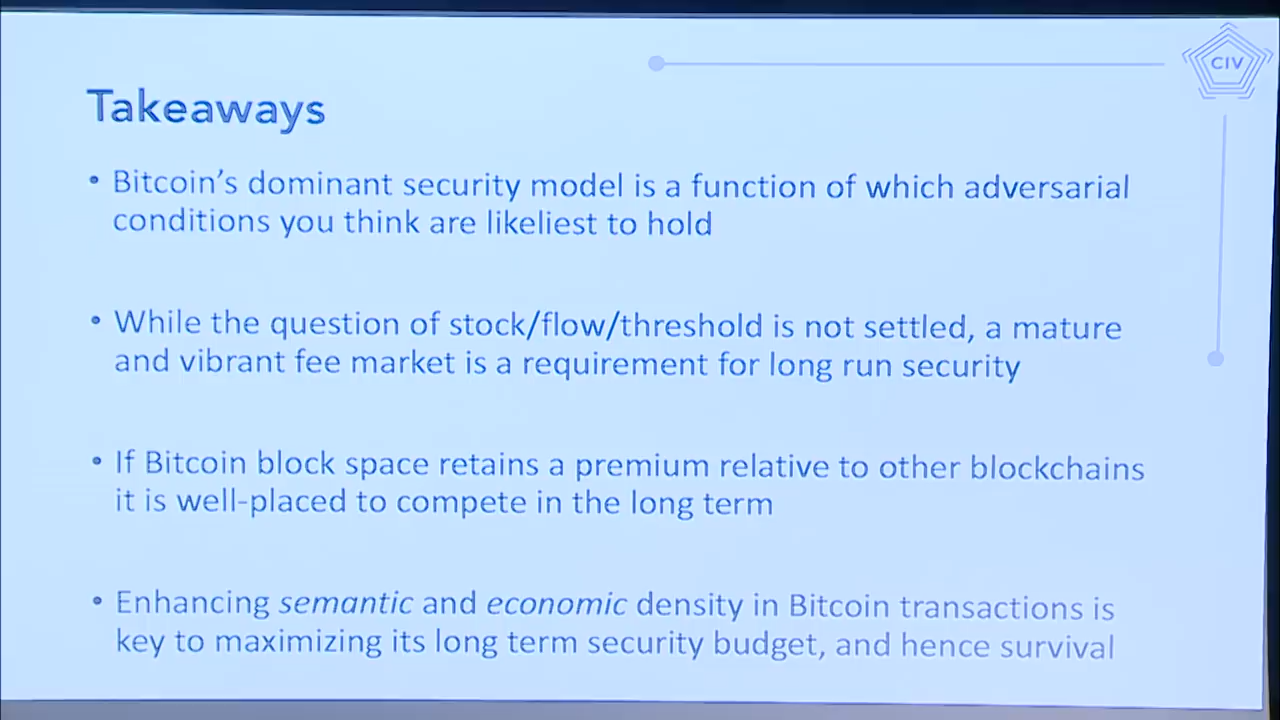 CIV
Takeaways
• Bitcoin's dominant security model is a function of which adversarial
conditions you think are likeliest to hold
• While the question of stock/flow/threshold is not settled, a mature
and vibrant fee market is a requirement for long run security
• If Bitcoin block space retains a premium relative to other blockchains
it is well-placed to compete in the long term
• Enhancing semantic and economic density in Bitcoin transactions is
key to maximizing its long term security budget, and hence survival